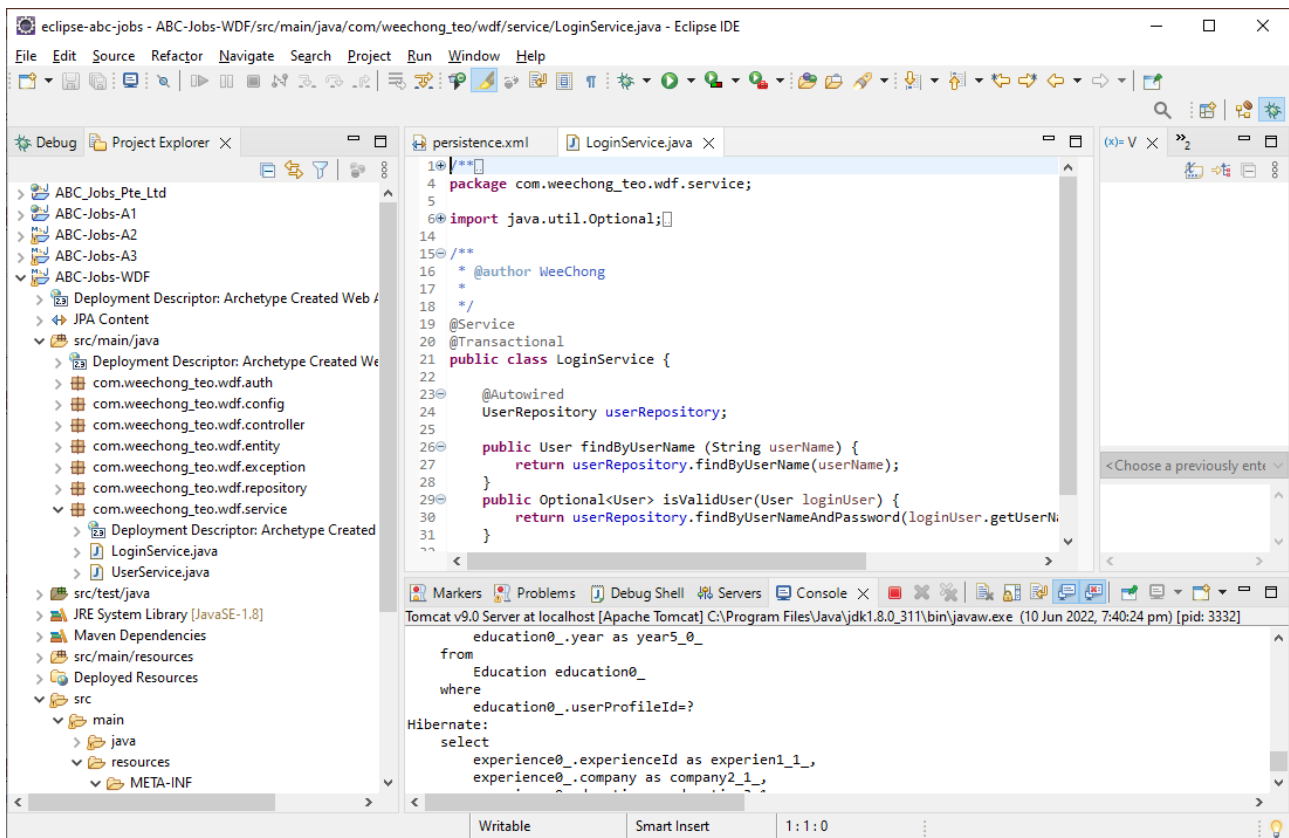 eclipse-abc-jobs - ABC-Jobs-WDF/src/main/java/com/weechong_teo/wdf/service/LoginService.java - Eclipse IDE
File Edit Source Refactor Navigate Search Project Run Window Help
Debug Project Explorer
ABC_Jobs_Pte_Ltd
ABC-Jobs-A1
ABC-Jobs-A2
ABC-Jobs-A3
ABC-Jobs-WDF
Deployment Descriptor: Archetype Created Web A
JPA Content
src/main/java
Deployment Descriptor: Archetype Created We
com.weechong_teo.wdf.auth
com.weechong_teo.wdf.config
com.weechong_teo.wdf.controller
com.weechong_teo.wdf.entity
com.weechong_teo.wdf.exception
com.weechong_teo.wdf.repository
com.weechong_teo.wdf.service
Deployment Descriptor: Archetype Created
LoginService.java
UserService.java
src/test/java
JRE System Library [JavaSE-1.8]
Maven Dependencies
src/main/resources
Deployed Resources
src
main
java
resources
META-INF
persistence.xml LoginService.java
1 /**
4 package com.weechong_teo.wdf.service;
5
6 import java.util.Optional;
14
15 /**
16 * @author WeeChong
17 *
18 */
19 @Service
20 @Transactional
21 public class LoginService {
22
23 @Autowired
24 UserRepository userRepository;
25
26 public User findByUserName (String userName) {
27 return userRepository.findByUserName(userName);
28 }
29 public Optional<User> isValidUser(User loginUser) {
30 return userRepository.findByUserNameAndPassword(loginUser.getUserNa
31 }
(x)= V »2
<Choose a previously ente
Markers Problems Debug Shell Servers Console
Tomcat v9.0 Server at localhost [Apache Tomcat] C:\Program Files\Java\jdk1.8.0_311\bin\javaw.exe (10 Jun 2022, 7:40:24 pm) [pid: 3332]
education0_.year as year5_0_
from
Education education0_
where
education0_.userProfileId=?
Hibernate:
select
experience0_.experienceId as experien1_1_,
experience0_.company as company2_1_,
Writable Smart Insert 1:1:0